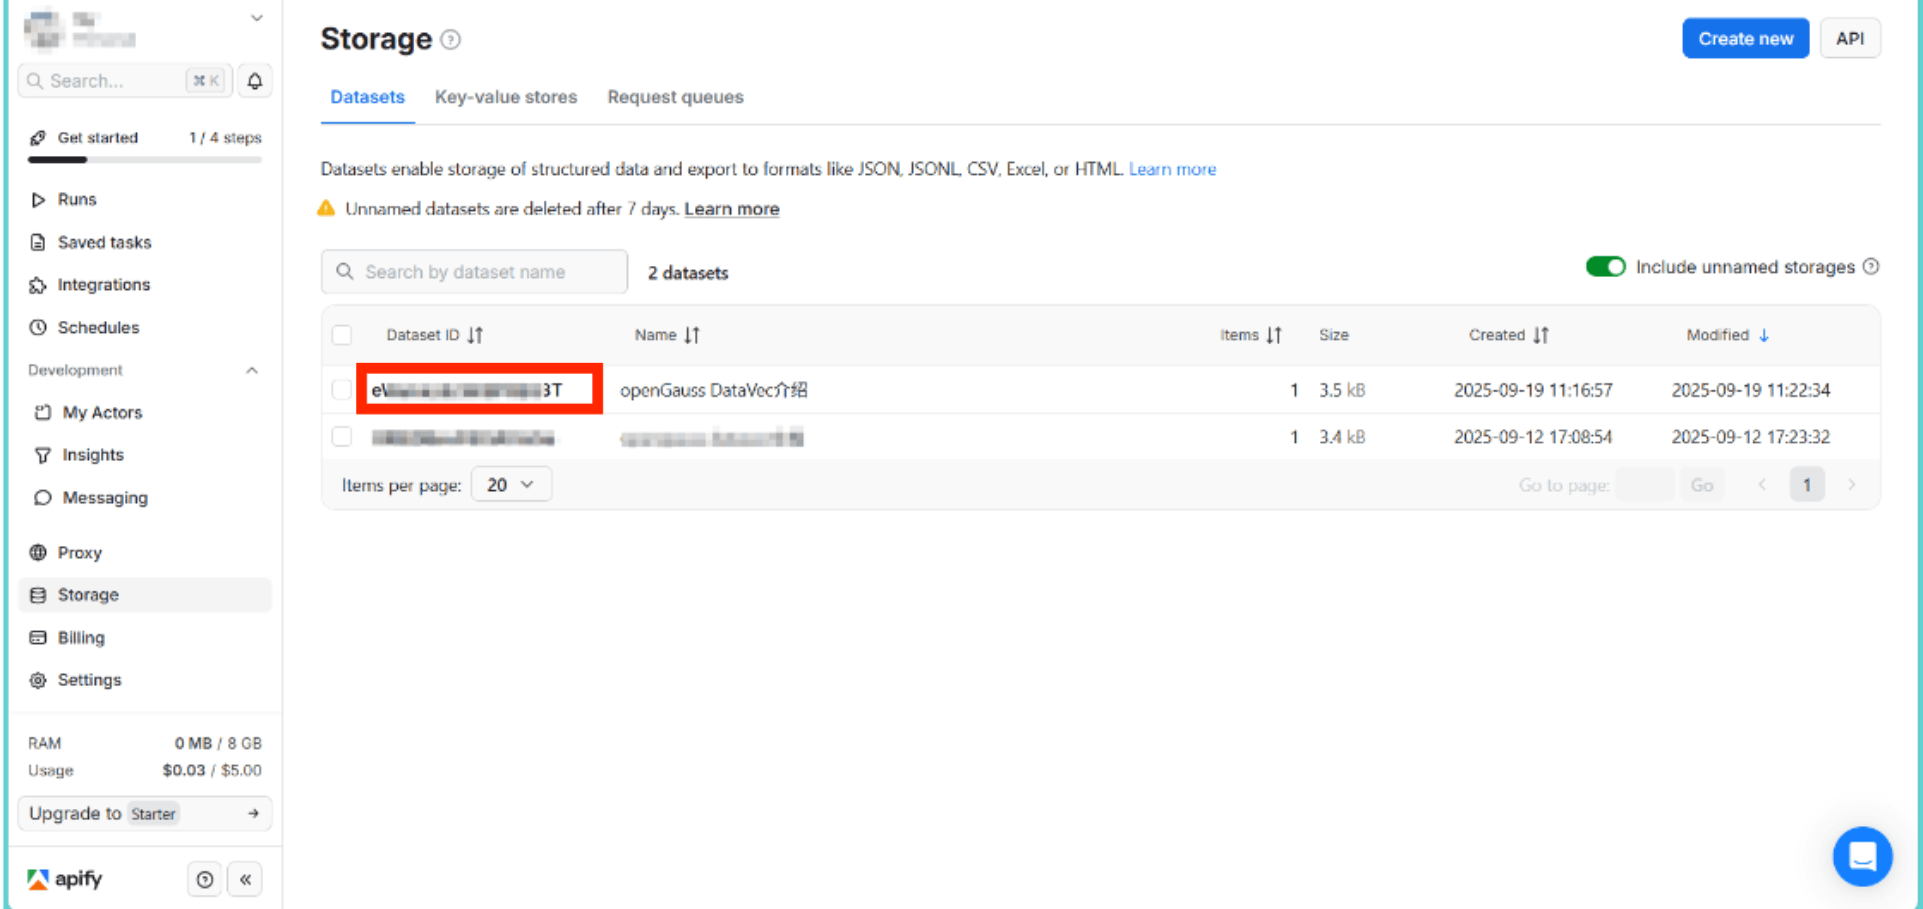 Search... ⌘ K
Get started 1 / 4 steps
Runs
Saved tasks
Integrations
Schedules
Development
My Actors
Insights
Messaging
Proxy
Storage
Billing
Settings
RAM 0 MB / 8 GB
Usage $0.03 / $5.00
Upgrade to Starter
apify
Storage
Create new API
Datasets Key-value stores Request queues
Datasets enable storage of structured data and export to formats like JSON, JSONL, CSV, Excel, or HTML. Learn more
Unnamed datasets are deleted after 7 days. Learn more
Search by dataset name 2 datasets Include unnamed storages
Dataset ID Name Items Size Created Modified
openGauss DataVec介绍 1 3.5 kB 2025-09-19 11:16:57 2025-09-19 11:22:34
1 3.4 kB 2025-09-12 17:08:54 2025-09-12 17:23:32
Items per page: 20 Go to page: Go 1